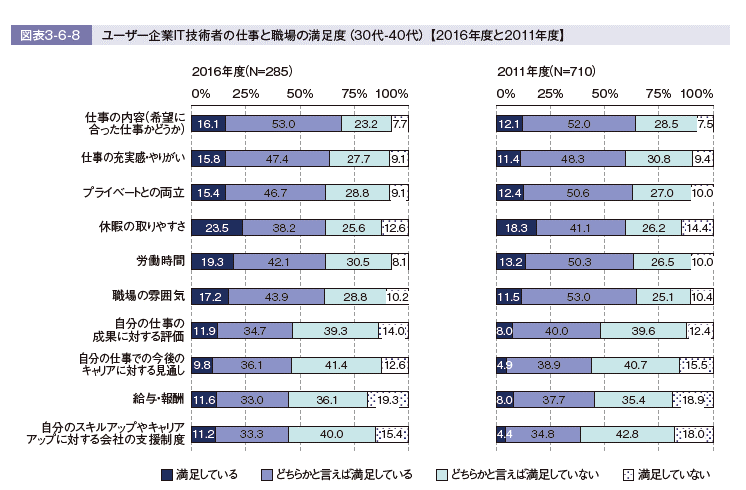 図表3-6-8 ユーザー企業IT技術者の仕事と職場の満足度(30代-40代)【2016年度と2011年度】
2016年度(N=285) 2011年度(N=710)
0% 25% 50% 75% 100% 0% 25% 50% 75% 100%
仕事の内容(希望に
合った仕事かどうか) 16.1 53.0 23.2 7.7 12.1 52.0 28.5 7.5
仕事の充実感・やりがい 15.8 47.4 27.7 9.1 11.4 48.3 30.8 9.4
プライベートとの両立 15.4 46.7 28.8 9.1 12.4 50.6 27.0 10.0
休暇の取りやすさ 23.5 38.2 25.6 12.6 18.3 41.1 26.2 14.4
労働時間 19.3 42.1 30.5 8.1 13.2 50.3 26.5 10.0
職場の雰囲気 17.2 43.9 28.8 10.2 11.5 53.0 25.1 10.4
自分の仕事の
成果に対する評価 11.9 34.7 39.3 14.0 8.0 40.0 39.6 12.4
自分の仕事での今後の
キャリアに対する見通し 9.8 36.1 41.4 12.6 4.9 38.9 40.7 15.5
給与・報酬 11.6 33.0 36.1 19.3 8.0 37.7 35.4 18.9
自分のスキルアップやキャリア
アップに対する会社の支援制度 11.2 33.3 40.0 15.4 4.4 34.8 42.8 18.0
満足している どちらかと言えば満足している どちらかと言えば満足していない 満足していない